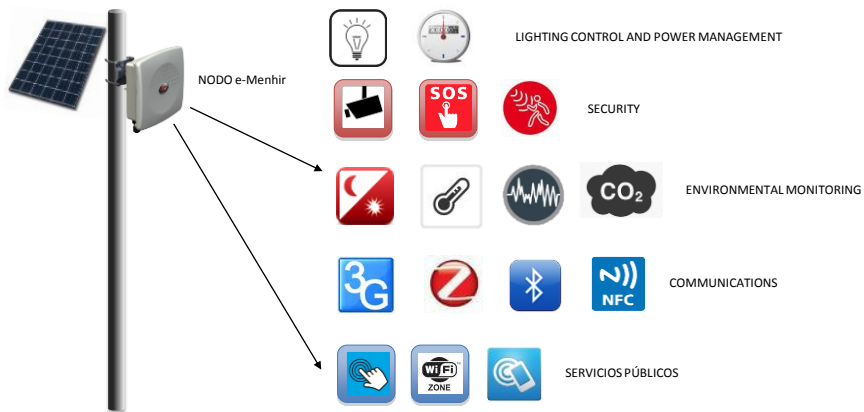 LIGHTING CONTROL AND POWER MANAGEMENT
NODO e-Menhir
SOS
SECURITY
CO2
ENVIRONMENTAL MONITORING
3G
NFC
COMMUNICATIONS
WiFi
ZONE
SERVICIOS PÚBLICOS